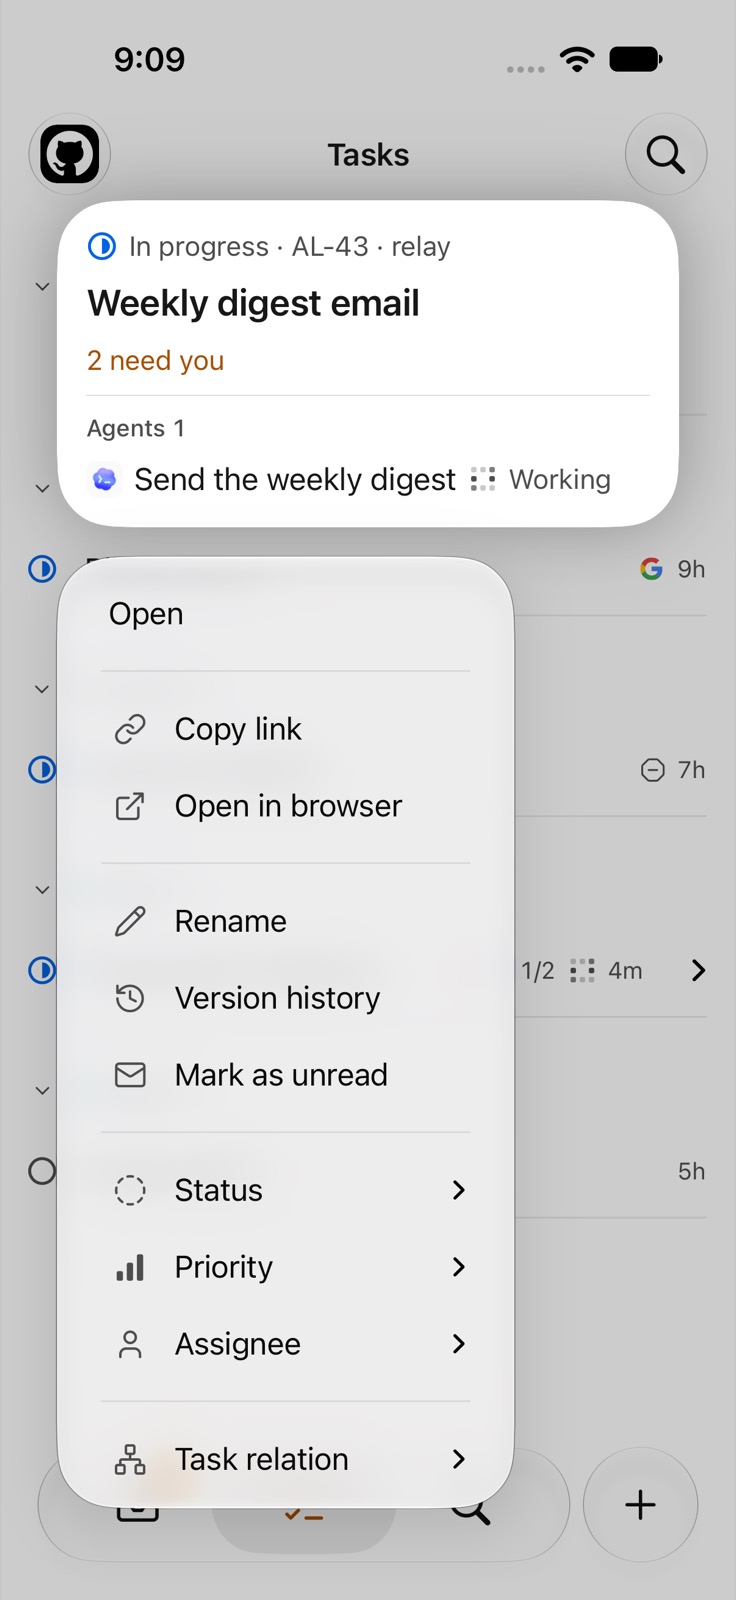 9:09
Tasks
In progress · AL-43 · relay
Weekly digest email
2 need you
Agents 1
Send the weekly digest Working
9h
Open
Copy link
7h
Open in browser
Rename
1/2 4m
Version history
Mark as unread
5h
Status
Priority
Assignee
Task relation